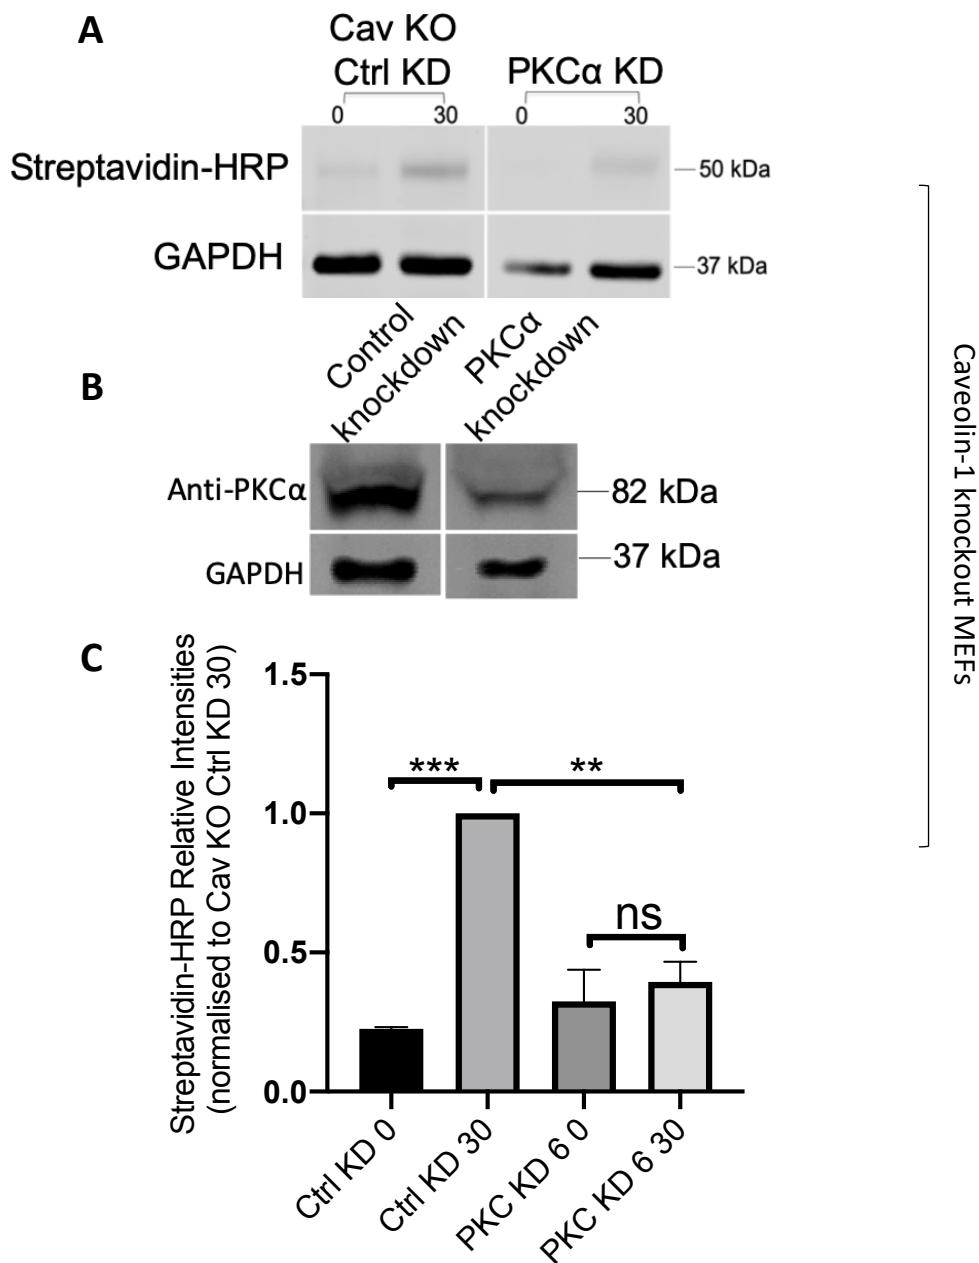 A
Cav KO
Ctrl KD
PKCα KD
0
30
0
30
Streptavidin-HRP
50 kDa
GAPDH
37 kDa
B
Control
knockdown
PKCα
knockdown
Anti-PKCα
82 kDa
GAPDH
37 kDa
Caveolin-1 knockout MEFs
C
Streptavidin-HRP Relative Intensities
(normalised to Cav KO Ctrl KD 30)
1.5
1.0
0.5
0.0
***
**
ns
Ctrl KD 0
Ctrl KD 30
PKC KD 6 0
PKC KD 6 30